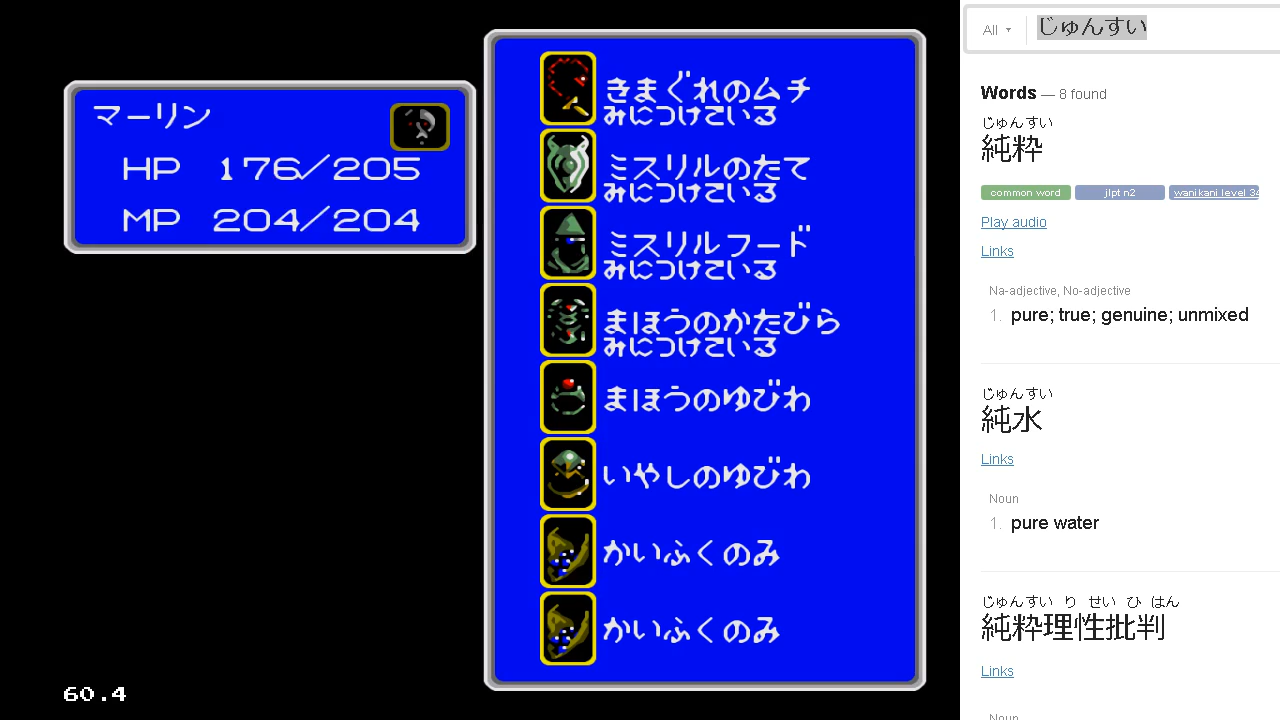 マーリン
HP 176/205
MP 204/204
きまぐれのムチ
みにつけている
ミスリルのたて
みにつけている
ミスリルフード
みにつけている
まほうのかたびら
みにつけている
まほうのゆびわ
いやしのゆびわ
かいふくのみ
かいふくのみ
60.4
All ▾ じゅんすい
Words — 8 found
じゅんすい
純粋
common word jlpt n2 wanikani level 34
Play audio
Links
Na-adjective, No-adjective
1. pure; true; genuine; unmixed
じゅんすい
純水
Links
Noun
1. pure water
じゅんすい り せい ひ はん
純粋理性批判
Links
Noun